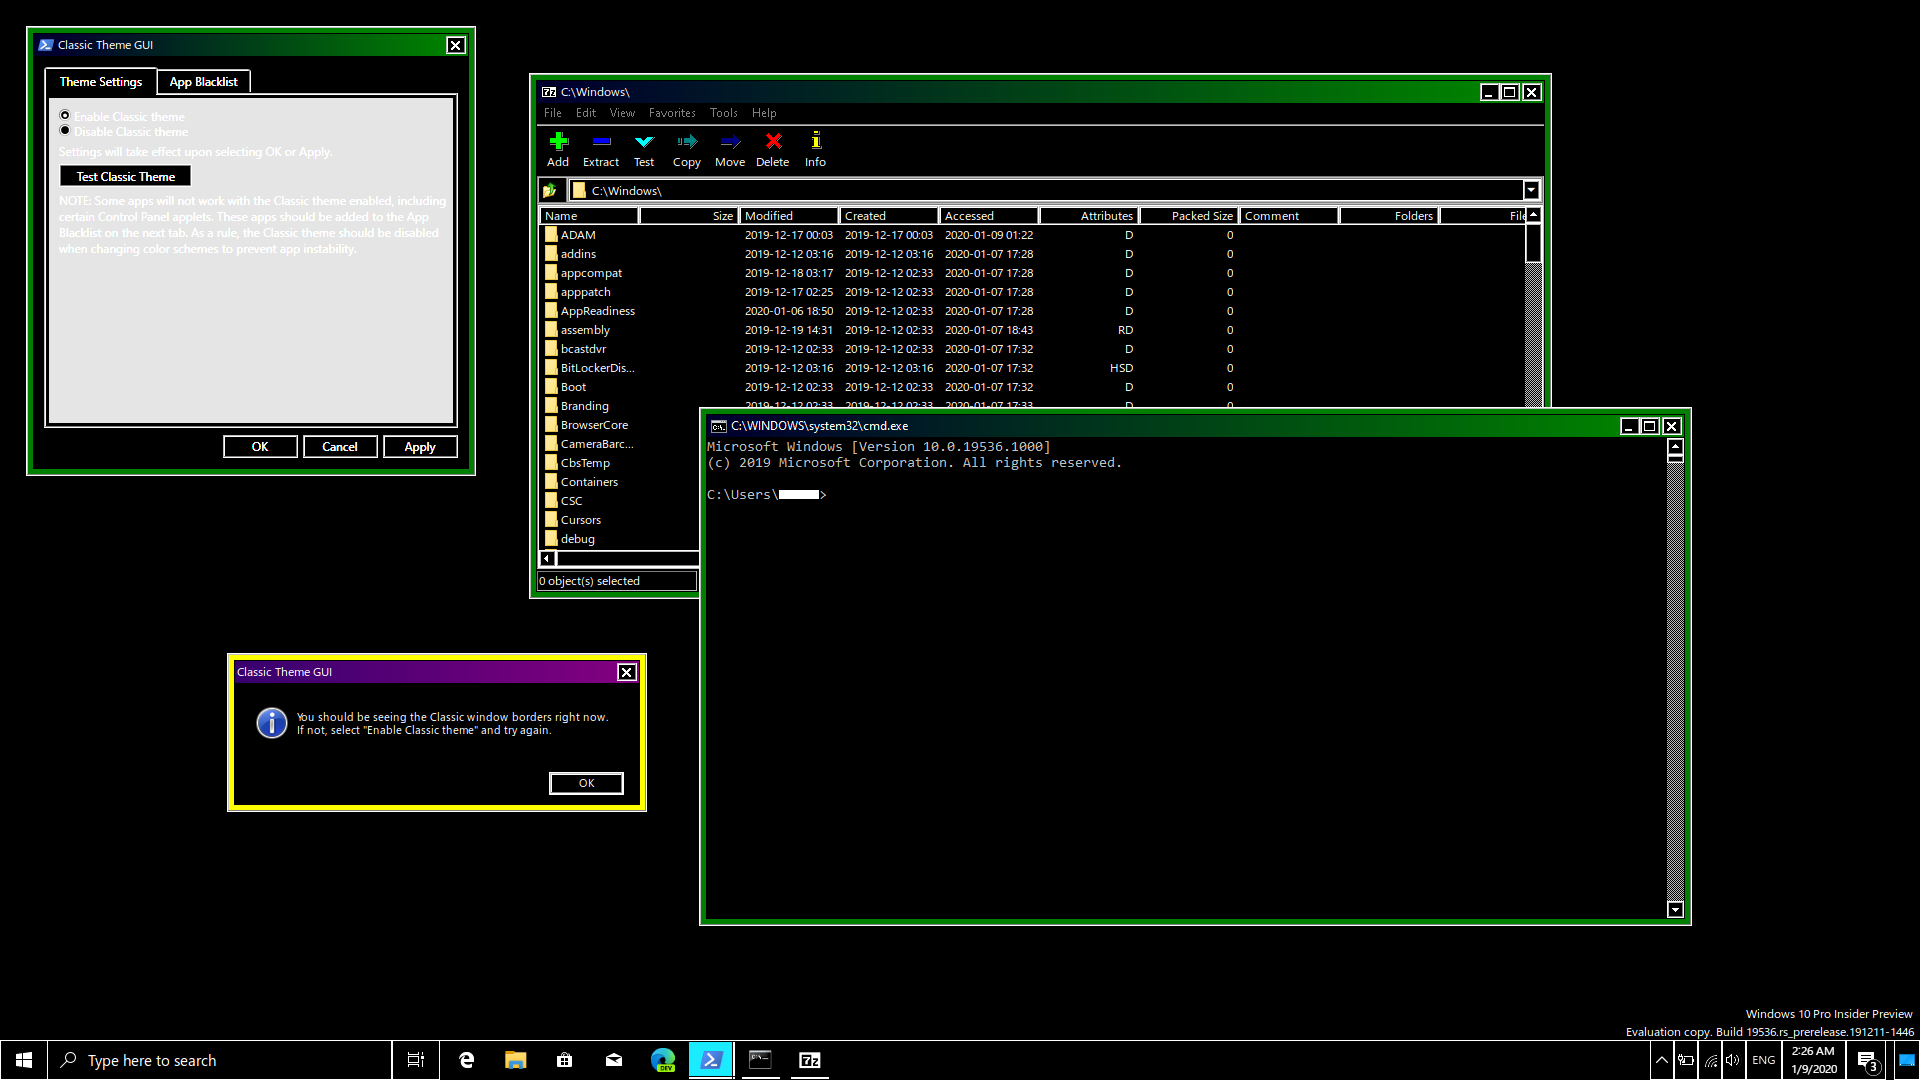 Classic Theme GUI
Theme Settings App Blacklist
Enable Classic theme
Disable Classic theme
Settings will take effect upon selecting OK or Apply.
Test Classic Theme
NOTE: Some apps will not work with the Classic theme enabled, including
certain Control Panel applets. These apps should be added to the App
Blacklist on the next tab. As a rule, the Classic theme should be disabled
when changing color schemes to prevent app instability.
OK Cancel Apply
C:\Windows\
File Edit View Favorites Tools Help
Add Extract Test Copy Move Delete Info
C:\Windows\
Name Size Modified Created Accessed Attributes Packed Size Comment Folders File
ADAM 2019-12-17 00:03 2019-12-17 00:03 2020-01-09 01:22 D 0
addins 2019-12-12 03:16 2019-12-12 03:16 2020-01-07 17:28 D 0
appcompat 2019-12-18 03:17 2019-12-12 02:33 2020-01-07 17:28 D 0
apppatch 2019-12-17 02:25 2019-12-12 02:33 2020-01-07 17:28 D 0
AppReadiness 2020-01-06 18:50 2019-12-12 02:33 2020-01-07 17:28 D 0
assembly 2019-12-19 14:31 2019-12-12 02:33 2020-01-07 18:43 RD 0
bcastdvr 2019-12-12 02:33 2019-12-12 02:33 2020-01-07 17:32 D 0
BitLockerDis... 2019-12-12 03:16 2019-12-12 03:16 2020-01-07 17:32 HSD 0
Boot 2019-12-12 02:33 2019-12-12 02:33 2020-01-07 17:32 D 0
Branding 2019-12-12 02:33 2019-12-12 02:33 2020-01-07 17:33 D 0
BrowserCore
CameraBarc...
CbsTemp
Containers
CSC
Cursors
debug
0 object(s) selected
C:\WINDOWS\system32\cmd.exe
Microsoft Windows [Version 10.0.19536.1000]
(c) 2019 Microsoft Corporation. All rights reserved.
C:\Users\ >
Classic Theme GUI
You should be seeing the Classic window borders right now.
If not, select "Enable Classic theme" and try again.
OK
Windows 10 Pro Insider Preview
Evaluation copy. Build 19536.rs_prerelease.191211-1446
Type here to search
DEV
7z
ENG
2:26 AM
1/9/2020
3